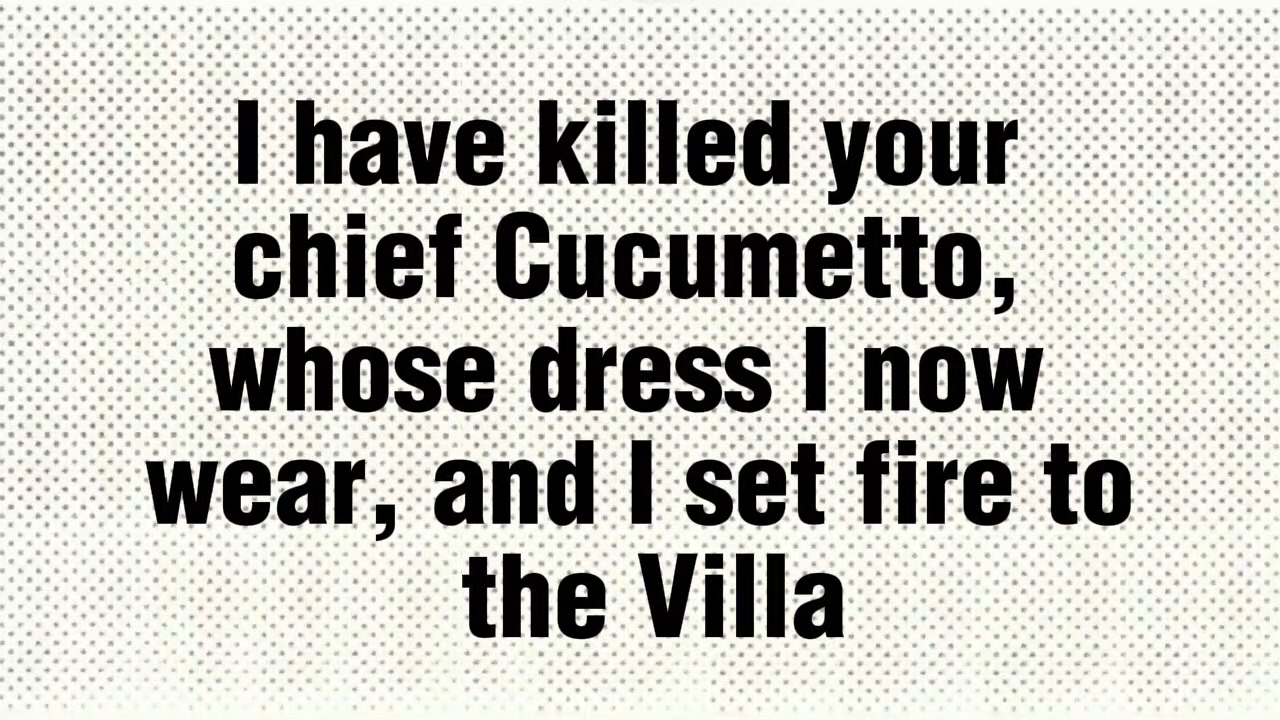 I have killed your
chief Cucumetto,
whose dress I now
wear, and I set fire to
the Villa